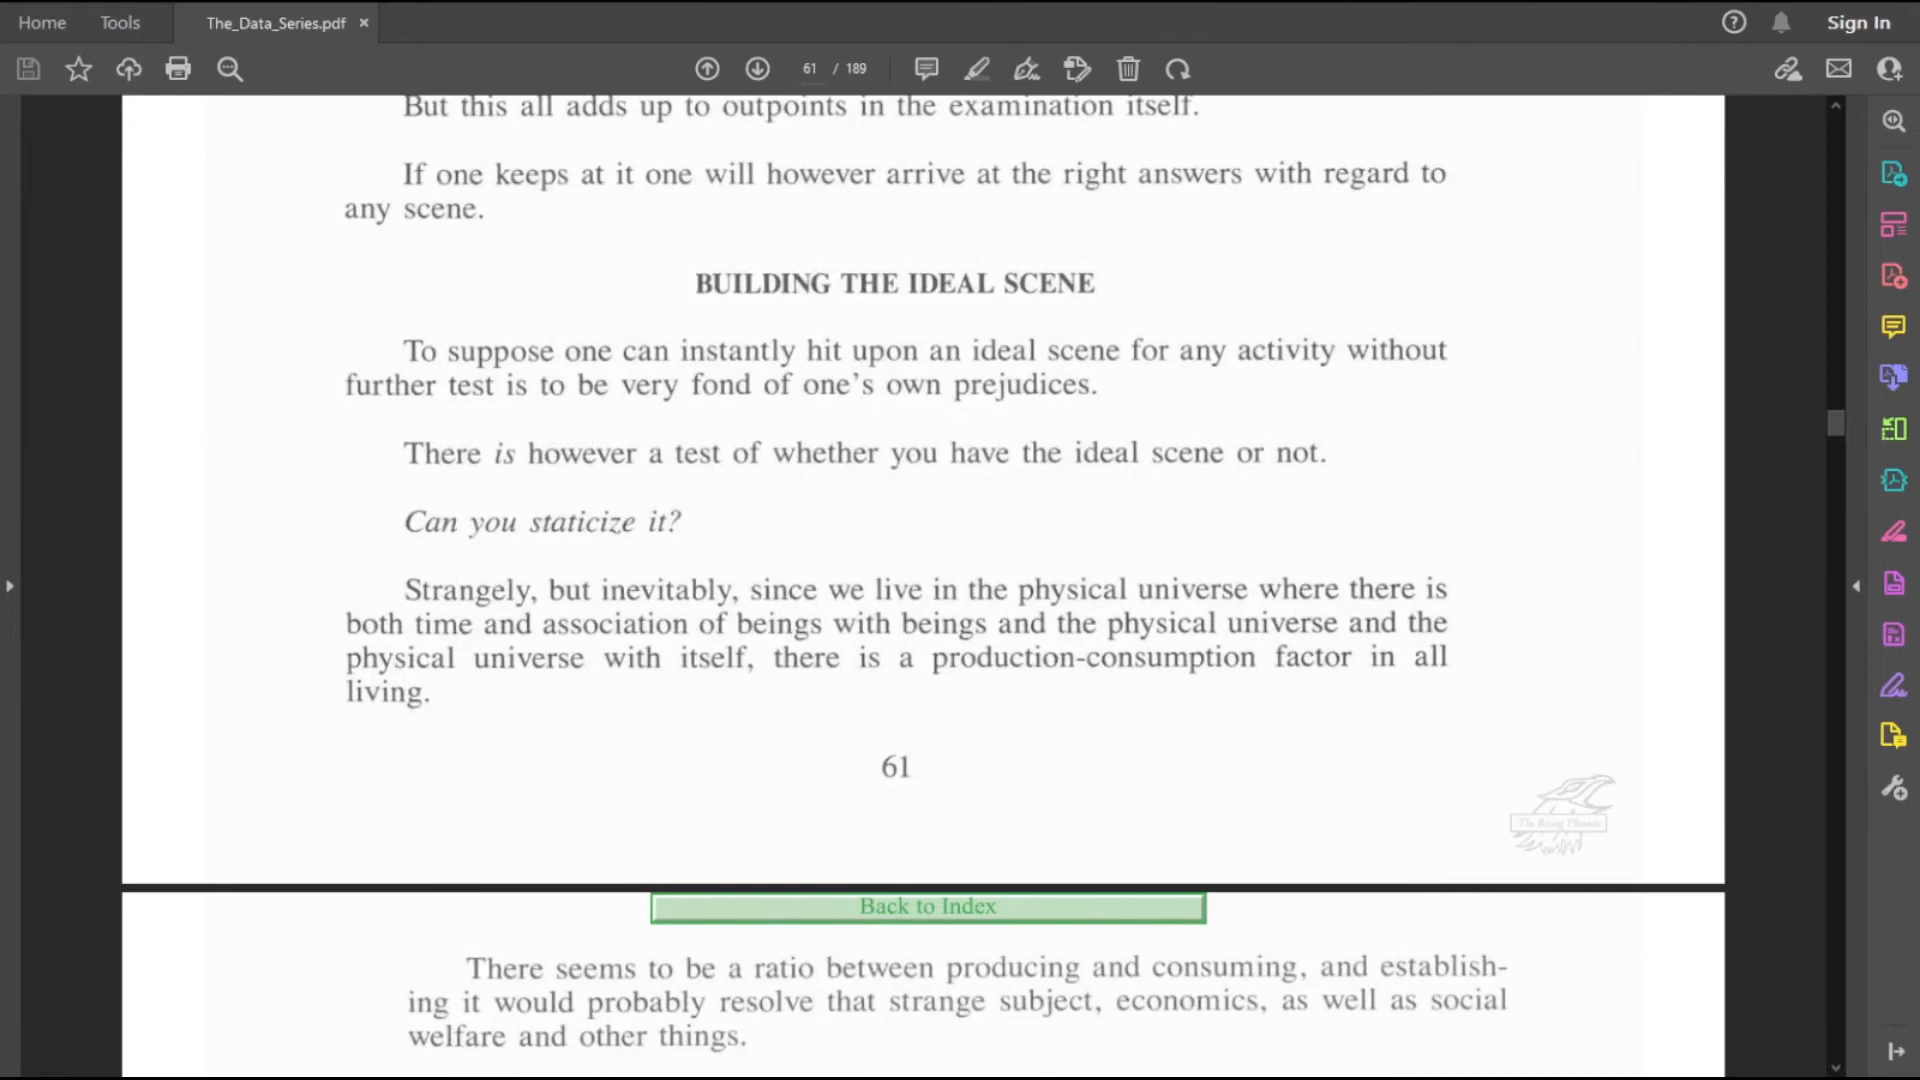 Home Tools The_Data_Series.pdf × Sign In
61 / 189
But this all adds up to outpoints in the examination itself.
If one keeps at it one will however arrive at the right answers with regard to
any scene.
BUILDING THE IDEAL SCENE
To suppose one can instantly hit upon an ideal scene for any activity without
further test is to be very fond of one's own prejudices.
There is however a test of whether you have the ideal scene or not.
Can you staticize it?
Strangely, but inevitably, since we live in the physical universe where there is
both time and association of beings with beings and the physical universe and the
physical universe with itself, there is a production-consumption factor in all
living.
61
The Rising Phoenix
Back to Index
There seems to be a ratio between producing and consuming, and establish-
ing it would probably resolve that strange subject, economics, as well as social
welfare and other things.